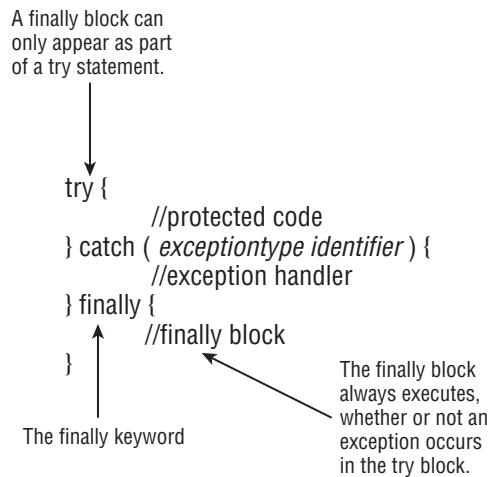 A finally block can
only appear as part
of a try statement.
try {
//protected code
} catch ( exceptiontype identifier ) {
//exception handler
} finally {
//finally block
}
The finally keyword
The finally block
always executes,
whether or not an
exception occurs
in the try block.